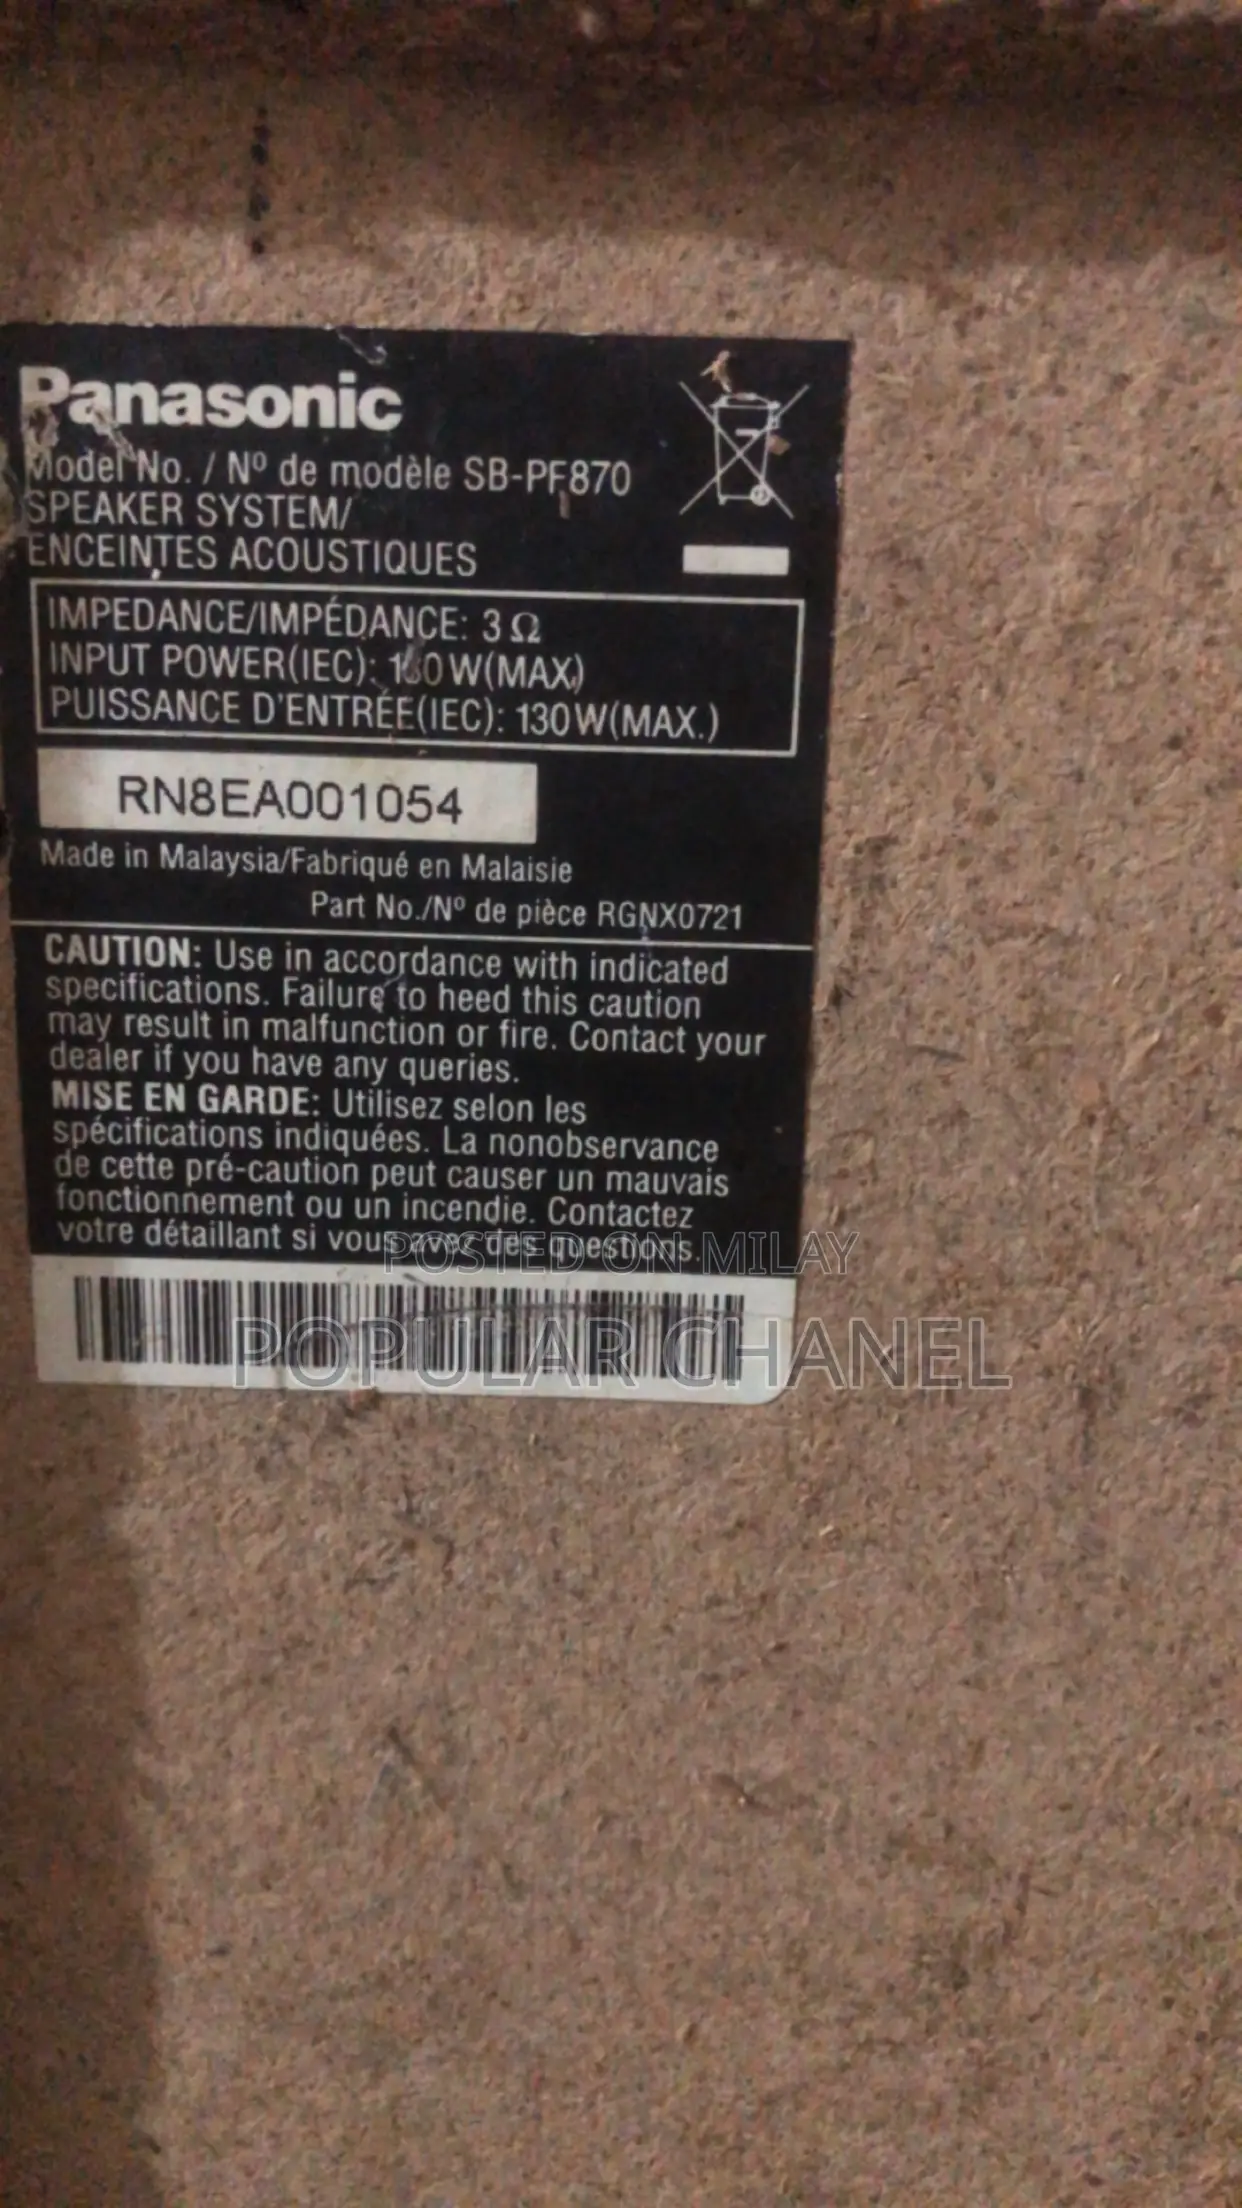 Panasonic
Model No. / Nº de modèle SB-PF870
SPEAKER SYSTEM/
ENCEINTES ACOUSTIQUES
IMPEDANCE/IMPÉDANCE: 3 Ω
INPUT POWER(IEC): 130W(MAX)
PUISSANCE D'ENTRÉE(IEC): 130W(MAX.)
RN8EA001054
Made in Malaysia/Fabriqué en Malaisie
Part No./Nº de pièce RGNX0721
CAUTION: Use in accordance with indicated
specifications. Failure to heed this caution
may result in malfunction or fire. Contact your
dealer if you have any queries.
MISE EN GARDE: Utilisez selon les
spécifications indiquées. La nonobservance
de cette pré-caution peut causer un mauvais
fonctionnement ou un incendie. Contactez
votre détaillant si vous avez des questions.
POSTED ON MILAY
POPULAR CHANEL